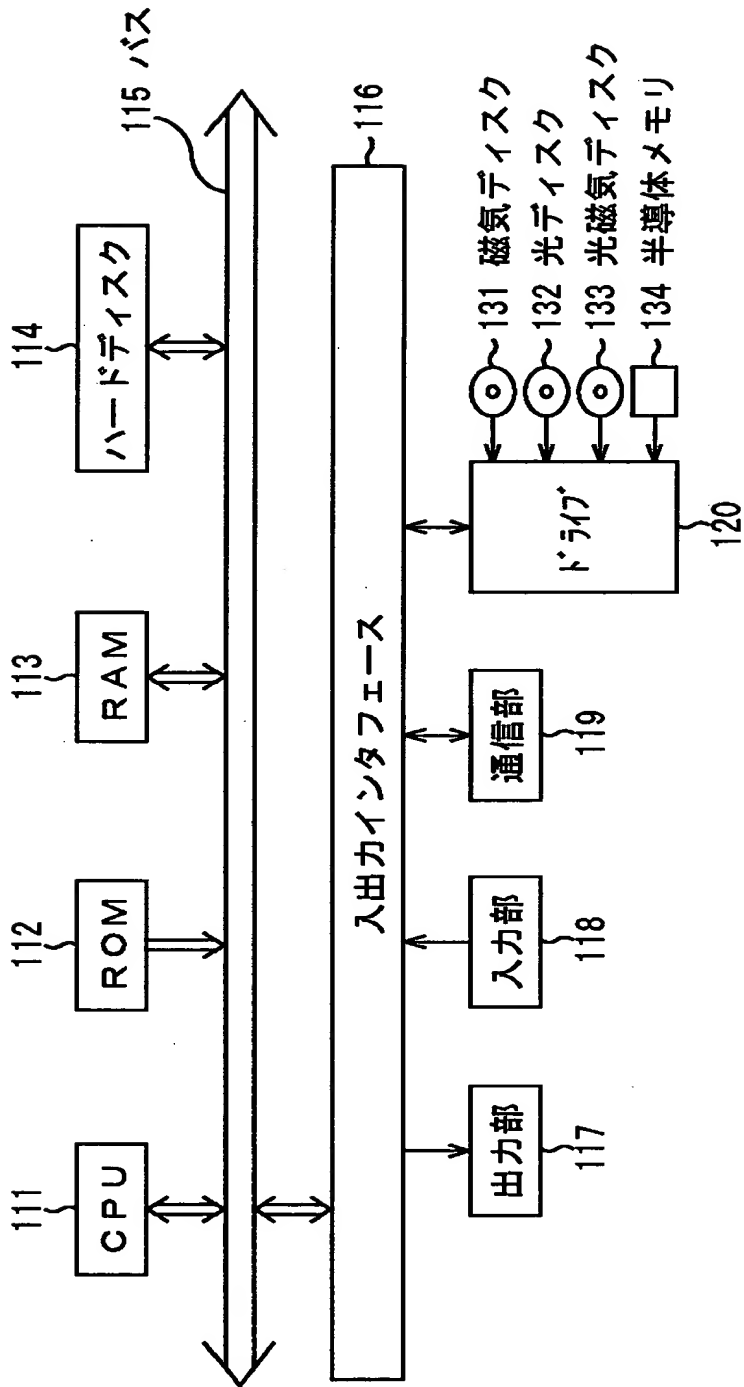 111
CPU
112
ROM
113
RAM
114
ハードディスク
115 バス
116
入出力インタフェース
出力部
117
入力部
118
通信部
119
ドライブ
120
131 磁気ディスク
132 光ディスク
133 光磁気ディスク
134 半導体メモリ